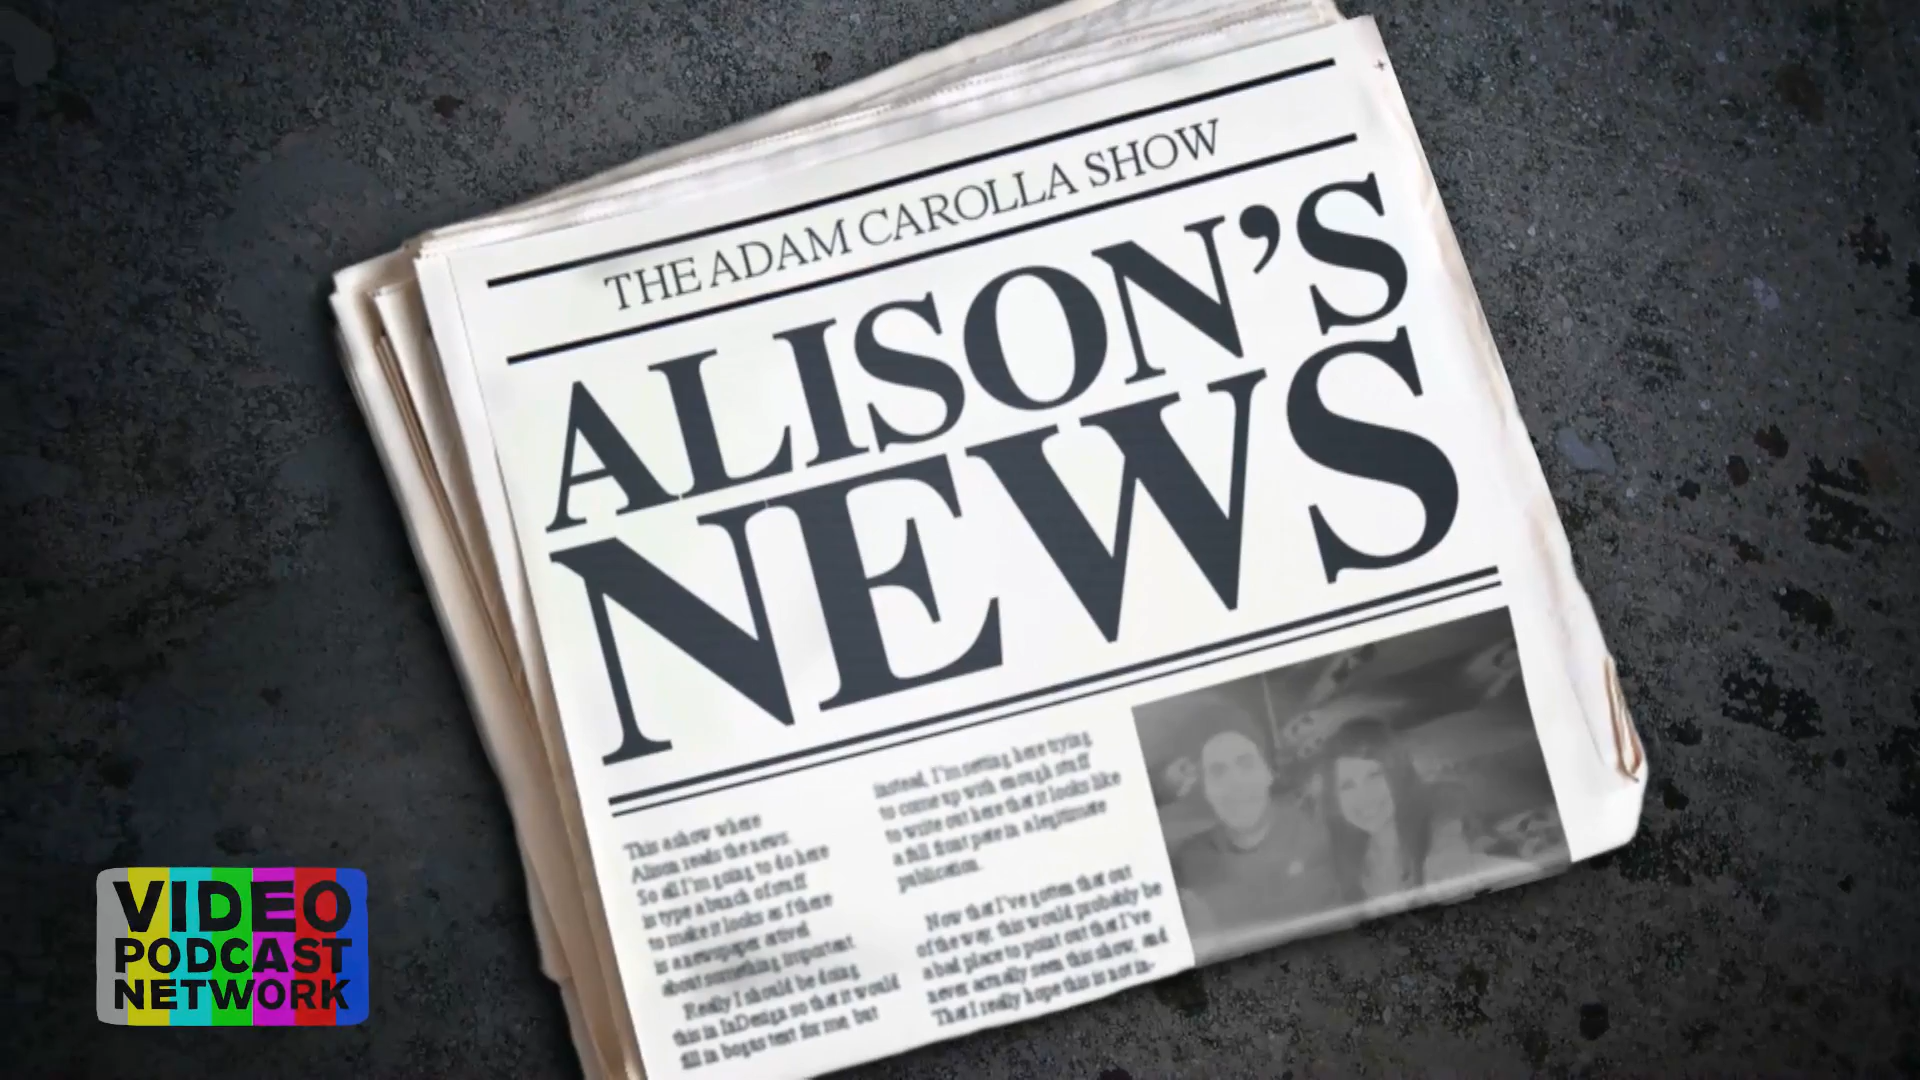 THE ADAM CAROLLA SHOW
ALISON'S
NEWS
This a show where
Alison reads the news
So all I'm going to do here
is type a bunch of stuff
to make it looks as if there
is a newspaper
about something important
Really I should be doing
this in InDesign so that it would
fill in bogus text for me, but
instead, I'm setting here trying
to come up with enough stuff
to write out here that it looks like
a full front pate in a legitimate
publication.
Now that I've gotten that out
of the way, this would probably be
a bad place to point out that I've
never actually seen this show, and
That I really hope this is not in-
VIDEO
PODCAST
NETWORK